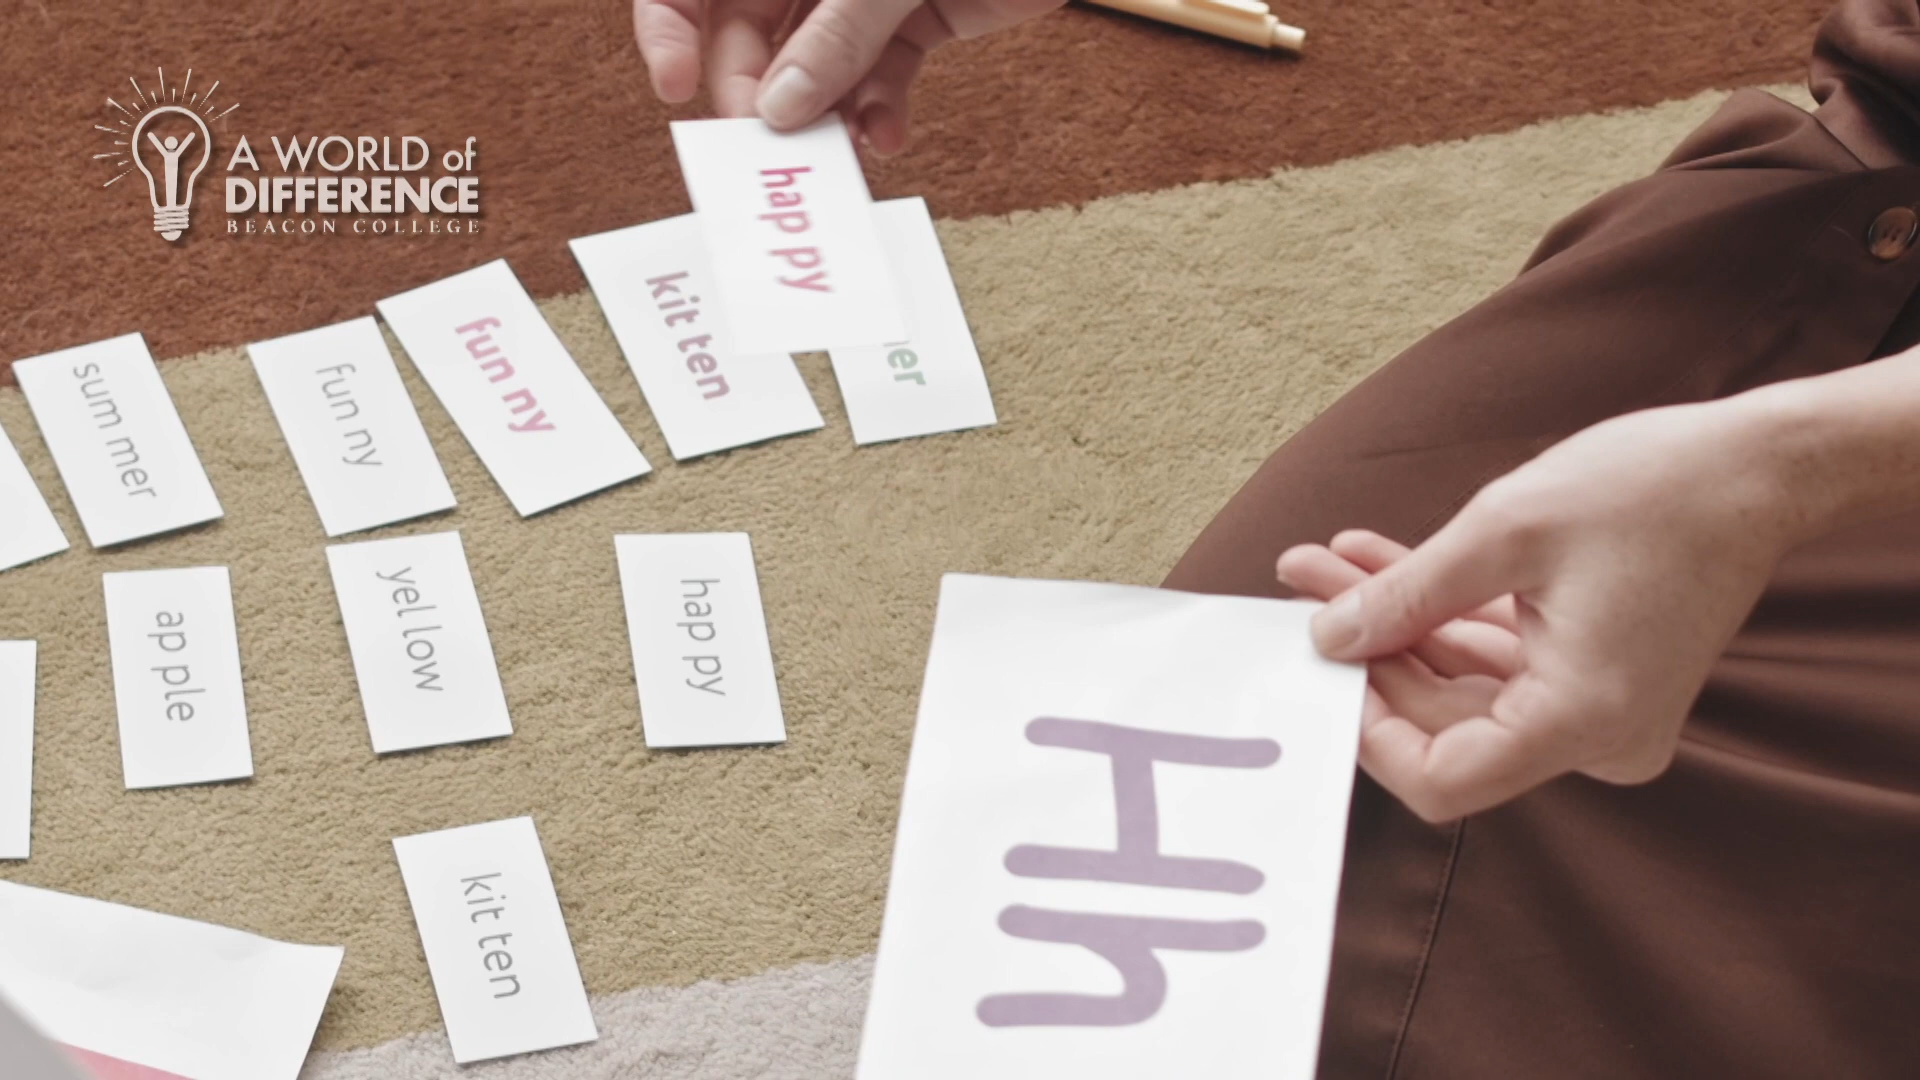 A WORLD of
DIFFERENCE
BEACON COLLEGE
hap py
kit ten
fun ny
fun ny
sum mer
ap ple
yel low
hap py
kit ten
Hh